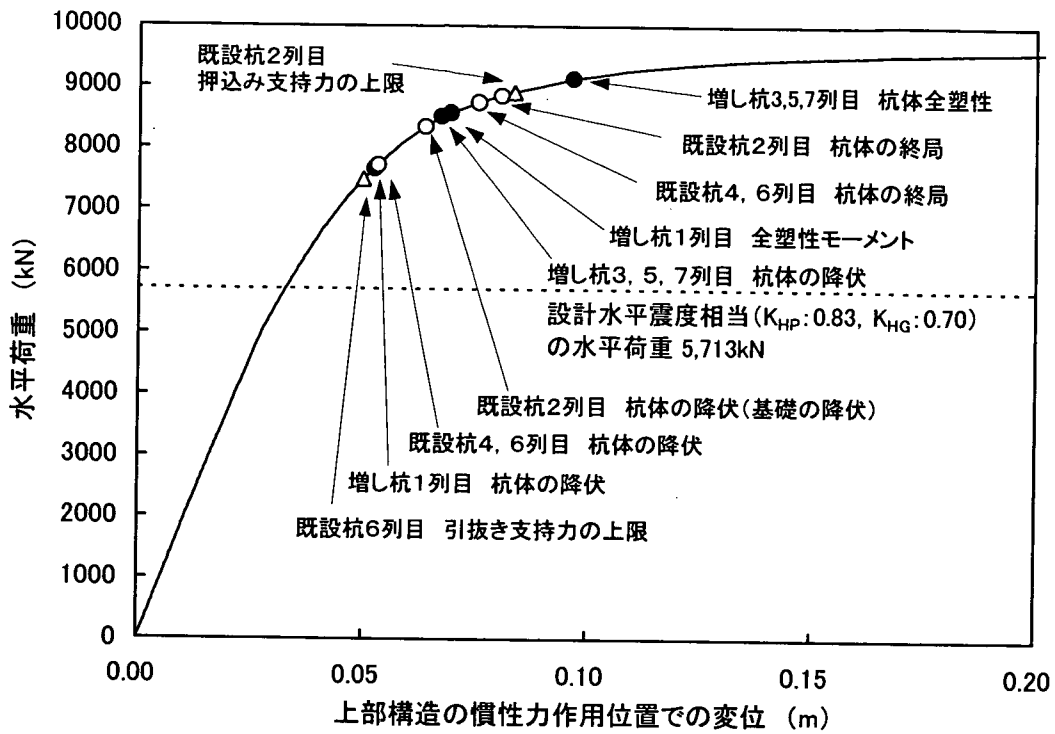 10000
9000
8000
7000
6000
5000
4000
3000
2000
1000
0
水平荷重 (kN)
既設杭2列目
押込み支持力の上限
増し杭3,5,7列目 杭体全塑性
既設杭2列目 杭体の終局
既設杭4, 6列目 杭体の終局
増し杭1列目 全塑性モーメント
増し杭3, 5, 7列目 杭体の降伏
設計水平震度相当(KHP:0.83, KHG:0.70)
の水平荷重 5,713kN
既設杭2列目 杭体の降伏(基礎の降伏)
既設杭4, 6列目 杭体の降伏
増し杭1列目 杭体の降伏
既設杭6列目 引抜き支持力の上限
0.00
0.05
0.10
0.15
0.20
上部構造の慣性力作用位置での変位 (m)